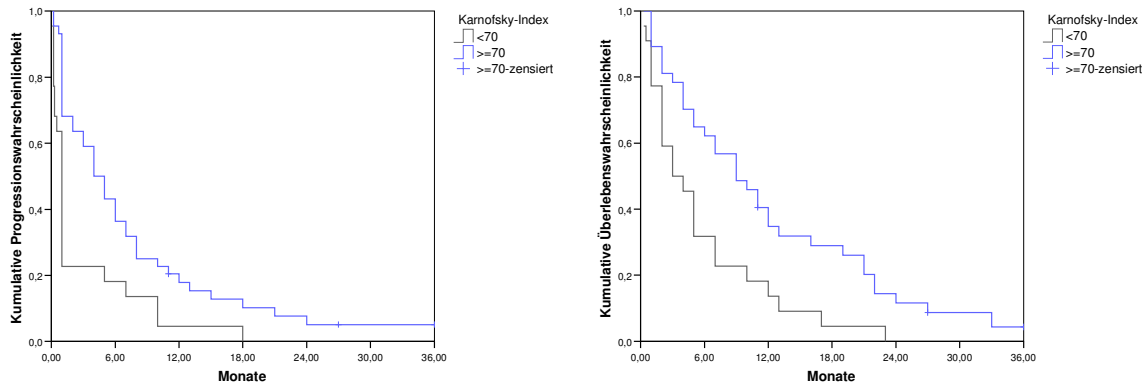 Kumulative Progressionswahrscheinlichkeit
1,0
0,8
0,6
0,4
0,2
0,0
0,00 6,00 12,00 18,00 24,00 30,00 36,00
Monate
Karnofsky-Index
<70
>=70
>=70-zensiert
Kumulative Überlebenswahrscheinlichkeit
1,0
0,8
0,6
0,4
0,2
0,0
0,00 6,00 12,00 18,00 24,00 30,00 36,00
Monate
Karnofsky-Index
<70
>=70
>=70-zensiert